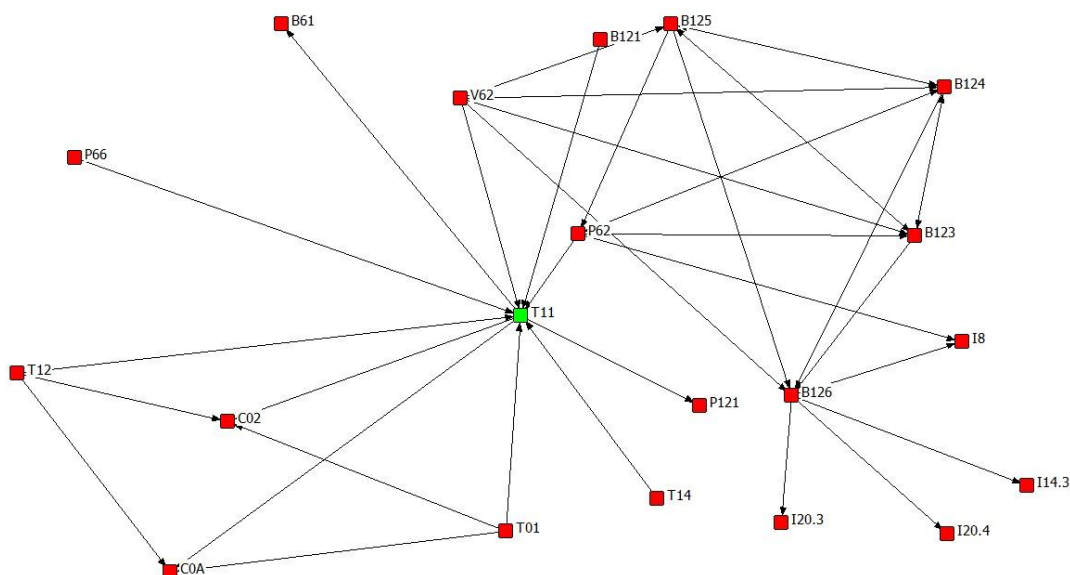 B61
B125
B121
B124
V62
P66
P62
B123
T11
I8
T12
B126
P121
C02
I14.3
T14
I20.3
T01
I20.4
C0A